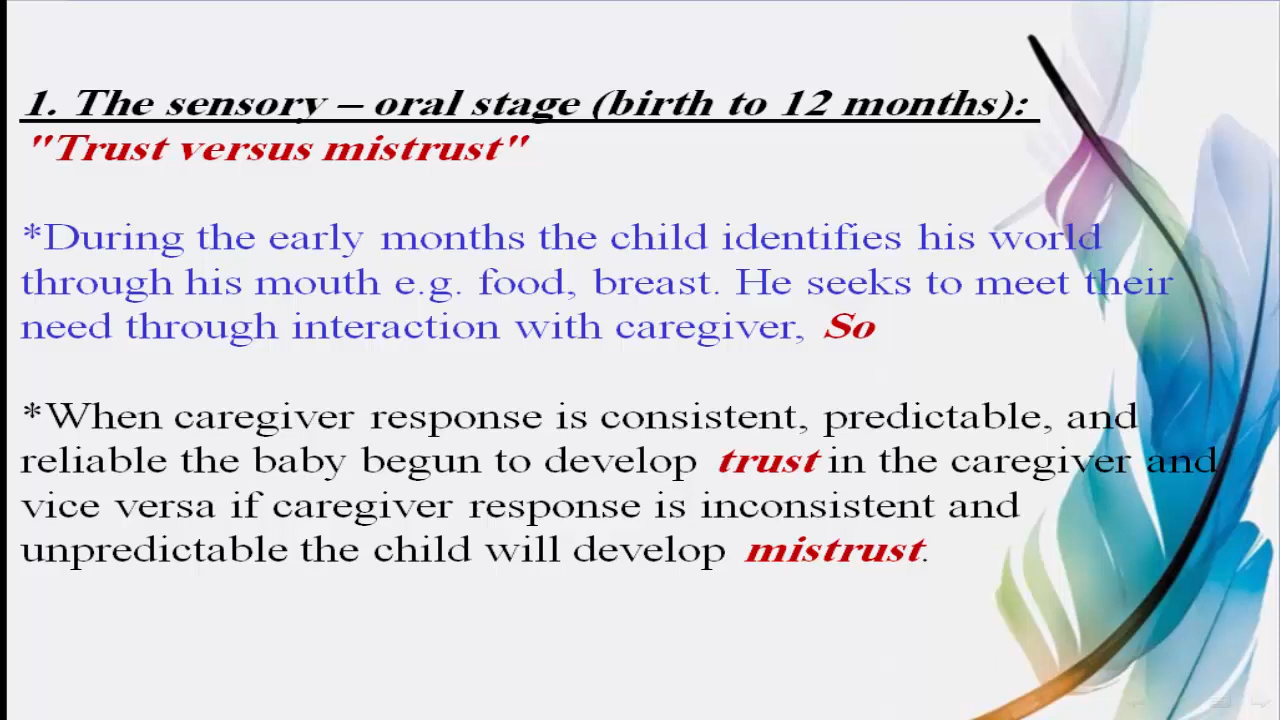 1. The sensory – oral stage (birth to 12 months):
"Trust versus mistrust"
*During the early months the child identifies his world
through his mouth e.g. food, breast. He seeks to meet their
need through interaction with caregiver, So
*When caregiver response is consistent, predictable, and
reliable the baby begun to develop trust in the caregiver and
vice versa if caregiver response is inconsistent and
unpredictable the child will develop mistrust.